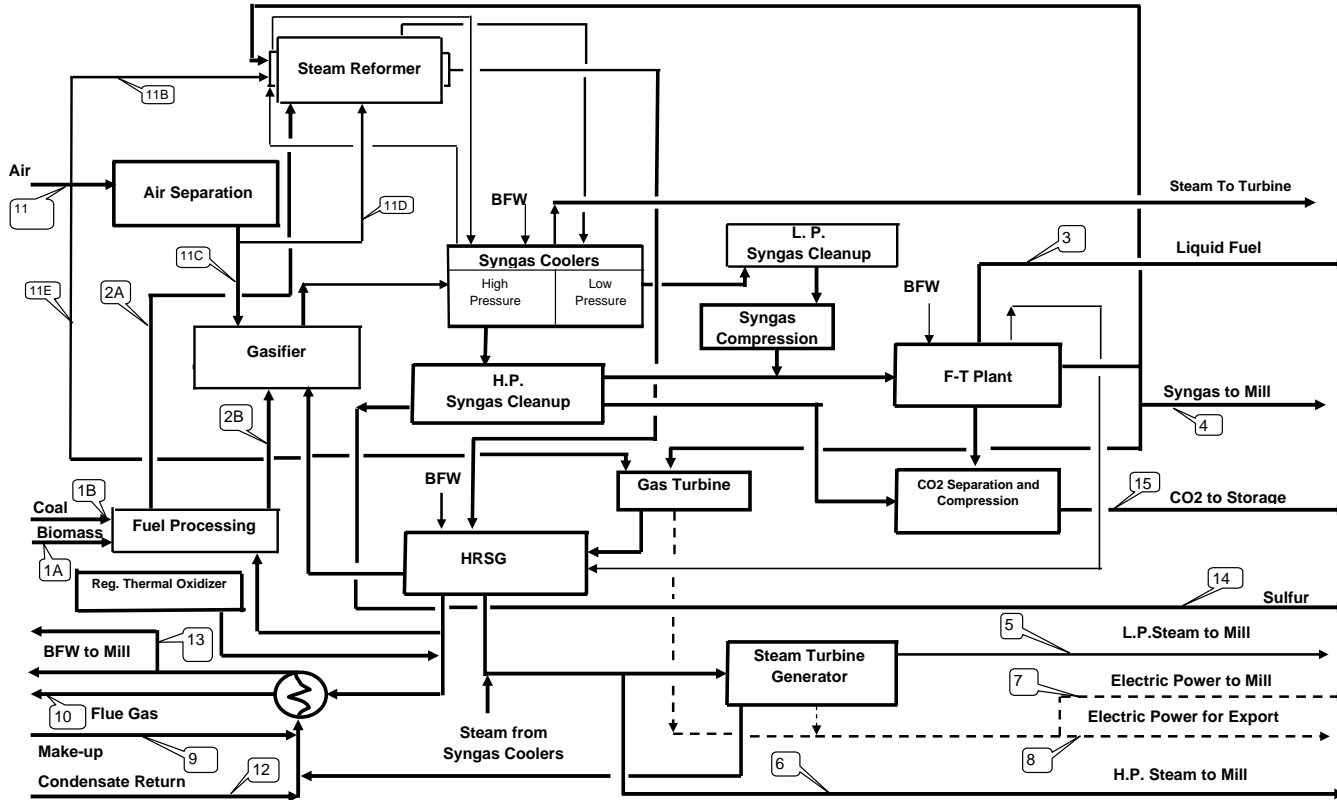 Steam Reformer
11B
Air
11
Air Separation
11D
BFW
Steam To Turbine
L. P.
Syngas Cleanup
3
Liquid Fuel
11C
Syngas Coolers
High
Pressure
Low
Pressure
11E
2A
BFW
Syngas
Compression
Gasifier
F-T Plant
H.P.
Syngas Cleanup
Syngas to Mill
4
2B
BFW
Gas Turbine
CO2 Separation and
Compression
15
CO2 to Storage
1B
Coal
Biomass
Fuel Processing
1A
HRSG
Reg. Thermal Oxidizer
14
Sulfur
13
BFW to Mill
5
L.P.Steam to Mill
Steam Turbine
Generator
7
Electric Power to Mill
10
Flue Gas
Electric Power for Export
Steam from
Syngas Coolers
Make-up
9
8
Condensate Return
12
6
H.P. Steam to Mill